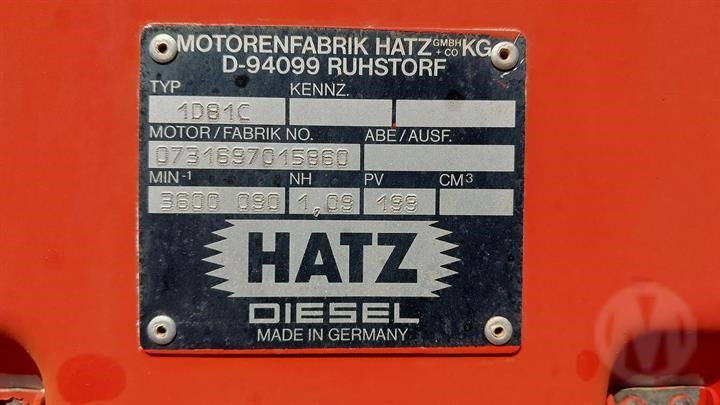 MOTORENFABRIK HATZ GMBH + CO KG
D-94099 RUHSTORF
TYP KENNZ.
1D81C
MOTOR/FABRIK NO. ABE/AUSF.
0731697015860
MIN-1 NH PV CM3
3600 090 1,09 199
HATZ
DIESEL
MADE IN GERMANY
M